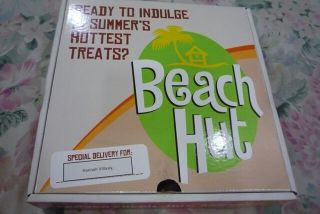 READY TO INDULGE
SUMMER'S
HOTTEST
TREATS?
Beach
Hut
SPECIAL DELIVERY FOR: